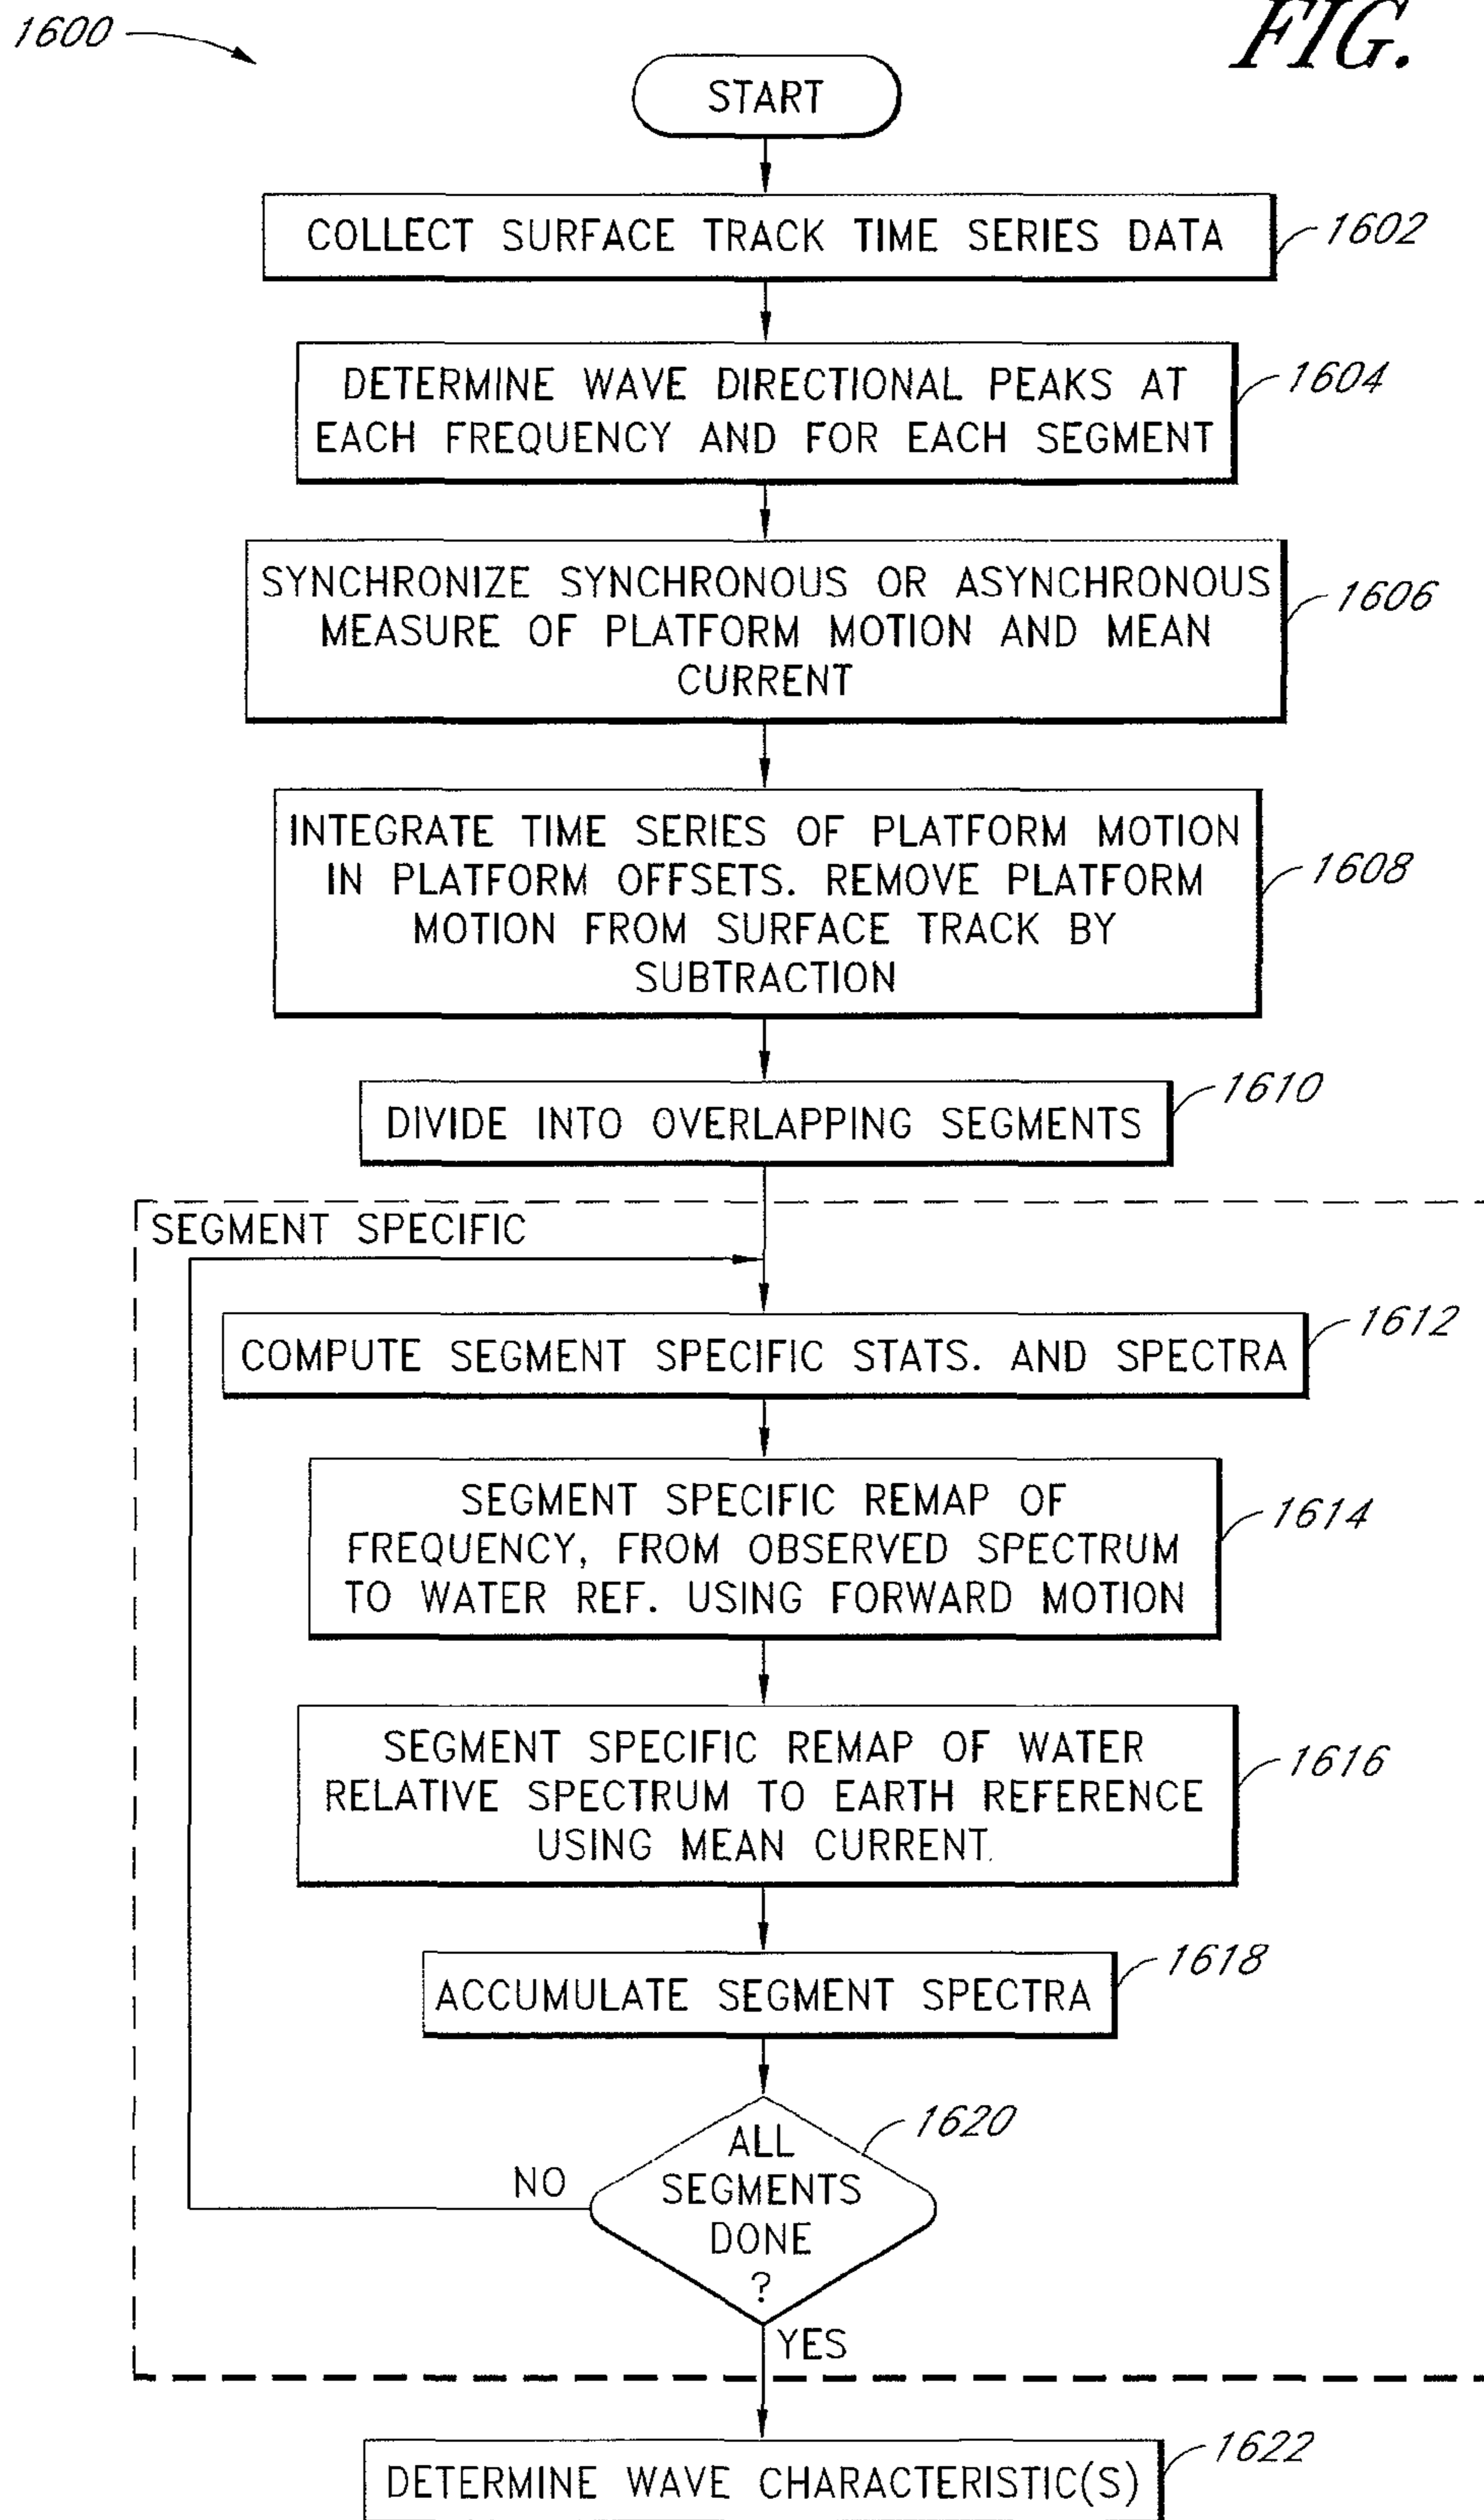 1600
FIG.
START
COLLECT SURFACE TRACK TIME SERIES DATA
1602
DETERMINE WAVE DIRECTIONAL PEAKS AT
EACH FREQUENCY AND FOR EACH SEGMENT
1604
SYNCHRONIZE SYNCHRONOUS OR ASYNCHRONOUS
MEASURE OF PLATFORM MOTION AND MEAN
CURRENT
1606
INTEGRATE TIME SERIES OF PLATFORM MOTION
IN PLATFORM OFFSETS. REMOVE PLATFORM
MOTION FROM SURFACE TRACK BY
SUBTRACTION
1608
DIVIDE INTO OVERLAPPING SEGMENTS
1610
SEGMENT SPECIFIC
COMPUTE SEGMENT SPECIFIC STATS. AND SPECTRA
1612
SEGMENT SPECIFIC REMAP OF
FREQUENCY, FROM OBSERVED SPECTRUM
TO WATER REF. USING FORWARD MOTION
1614
SEGMENT SPECIFIC REMAP OF WATER
RELATIVE SPECTRUM TO EARTH REFERENCE
USING MEAN CURRENT.
1616
ACCUMULATE SEGMENT SPECTRA
1618
ALL
SEGMENTS
DONE
?
1620
NO
YES
DETERMINE WAVE CHARACTERISTIC(S)
1622